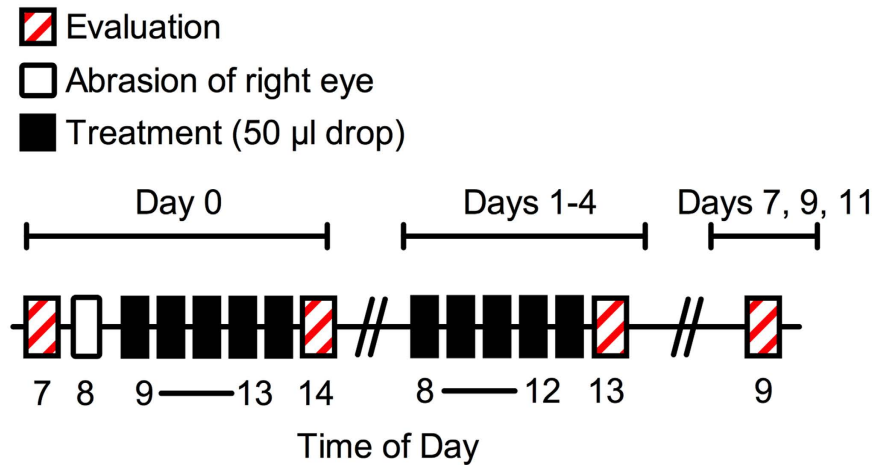 Evaluation
Abrasion of right eye
Treatment (50 µl drop)
Day 0 Days 1-4 Days 7, 9, 11
7 8 9 13 14 8 12 13 9
Time of Day